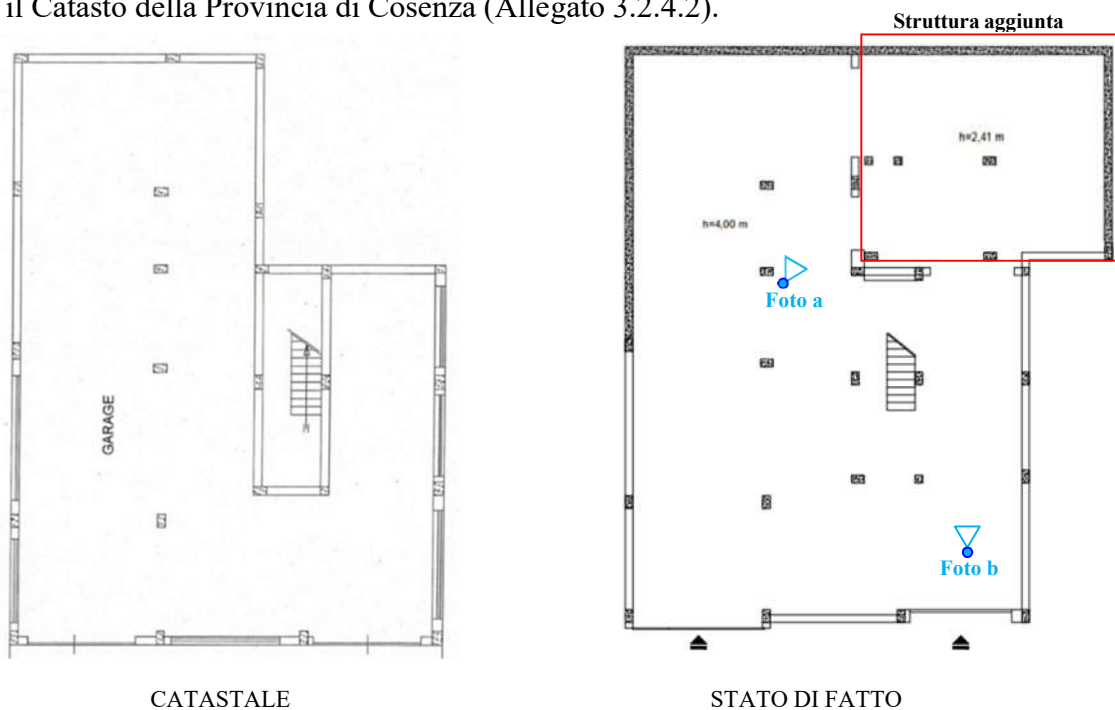 il Catasto della Provincia di Cosenza (Allegato 3.2.4.2).
Struttura aggiunta
h=2,41 m
h=4,00 m
Foto a
GARAGE
Foto b
CATASTALE
STATO DI FATTO